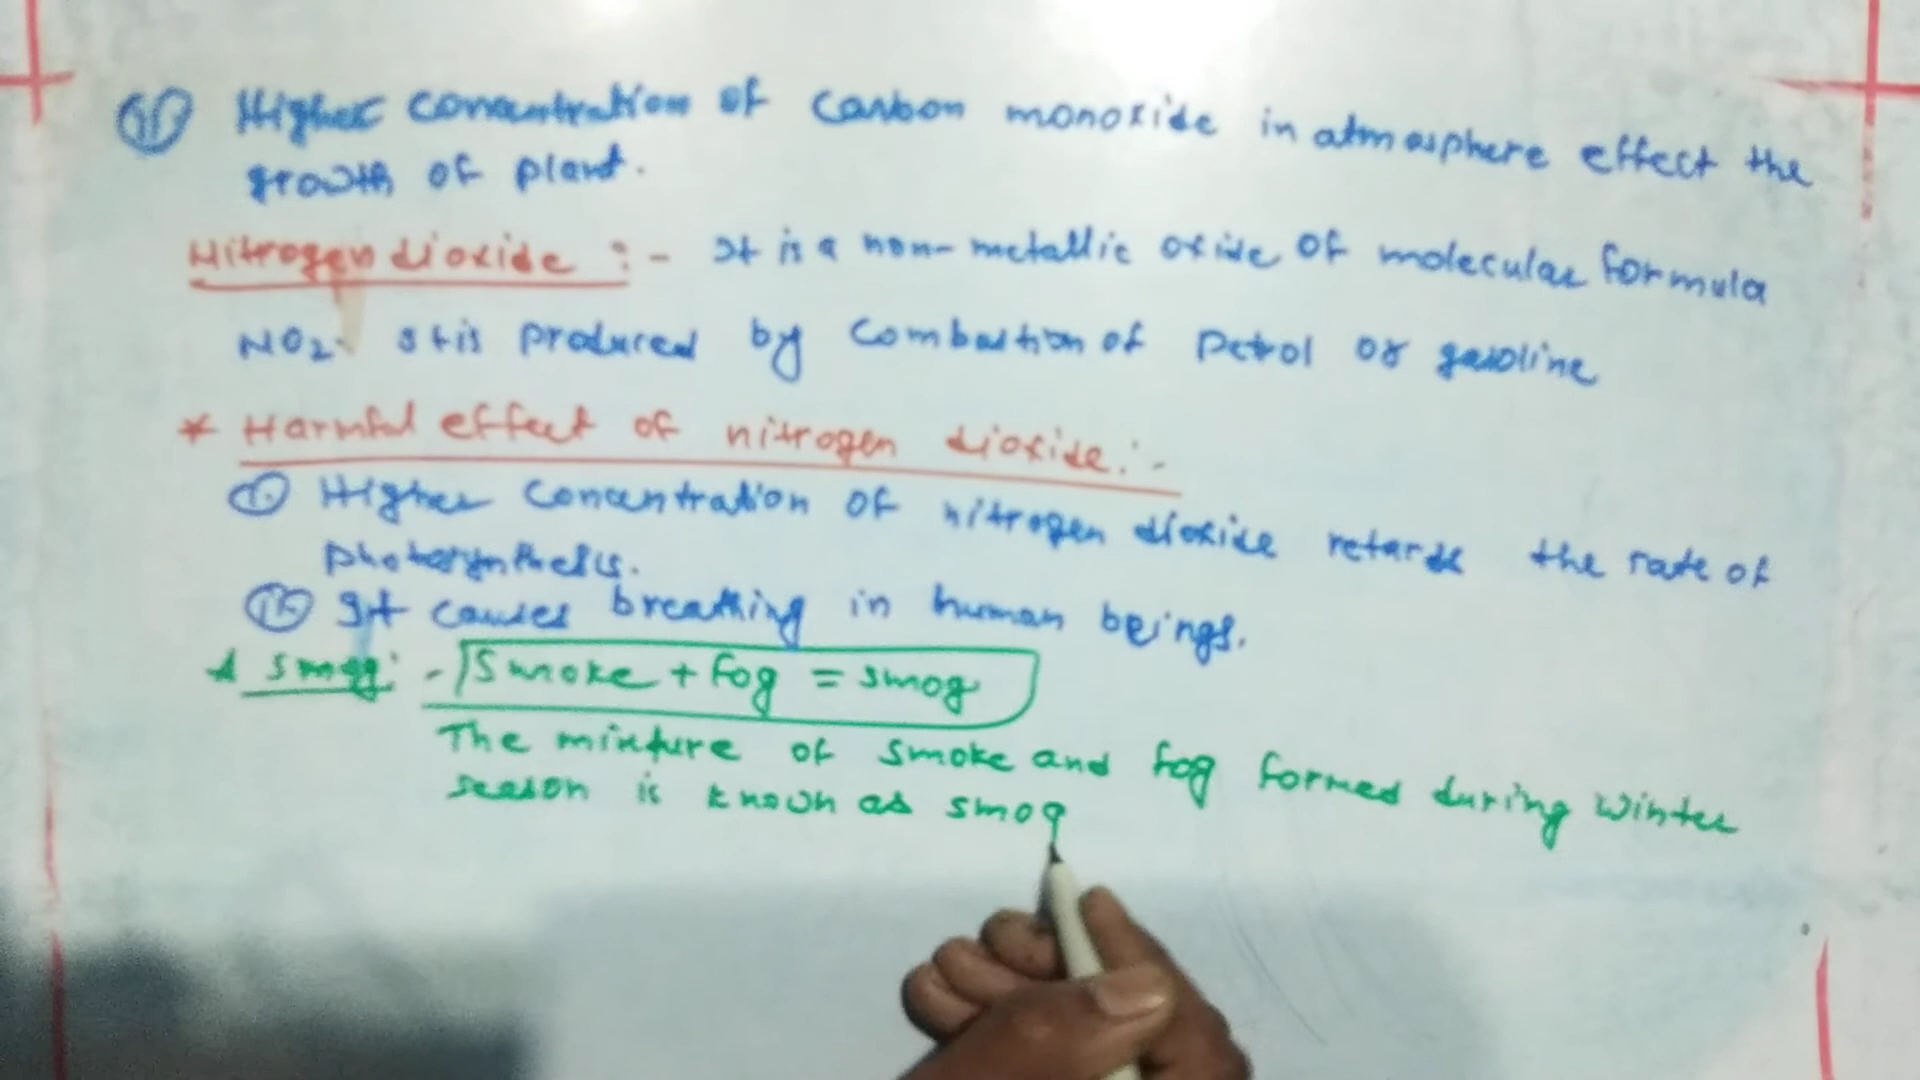 (ii) Higher concentration of carbon monoxide in atmosphere effect the
growth of plant.
Nitrogen dioxide :- It is a non-metallic oxide of molecular formula
NO2. It is produced by combustion of petrol or gasoline
* Harmful effect of nitrogen dioxide:-
(i) Higher concentration of nitrogen dioxide retards the rate of
photosynthesis.
(ii) It causes breathing in human beings.
* smog:- Smoke + fog = smog
The mixture of smoke and fog formed during winter
season is known as smog